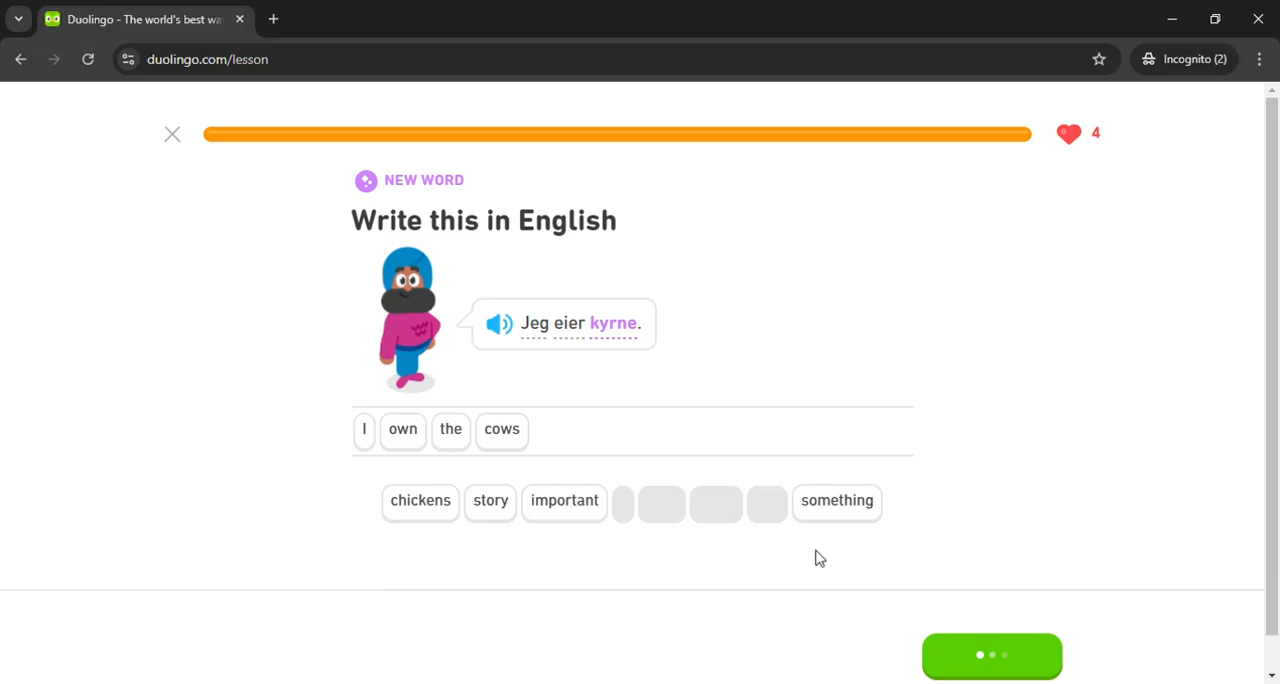 Duolingo - The world's best wa
duolingo.com/lesson
Incognito (2)
4
NEW WORD
Write this in English
Jeg eier kyrne.
I own the cows
chickens story important something